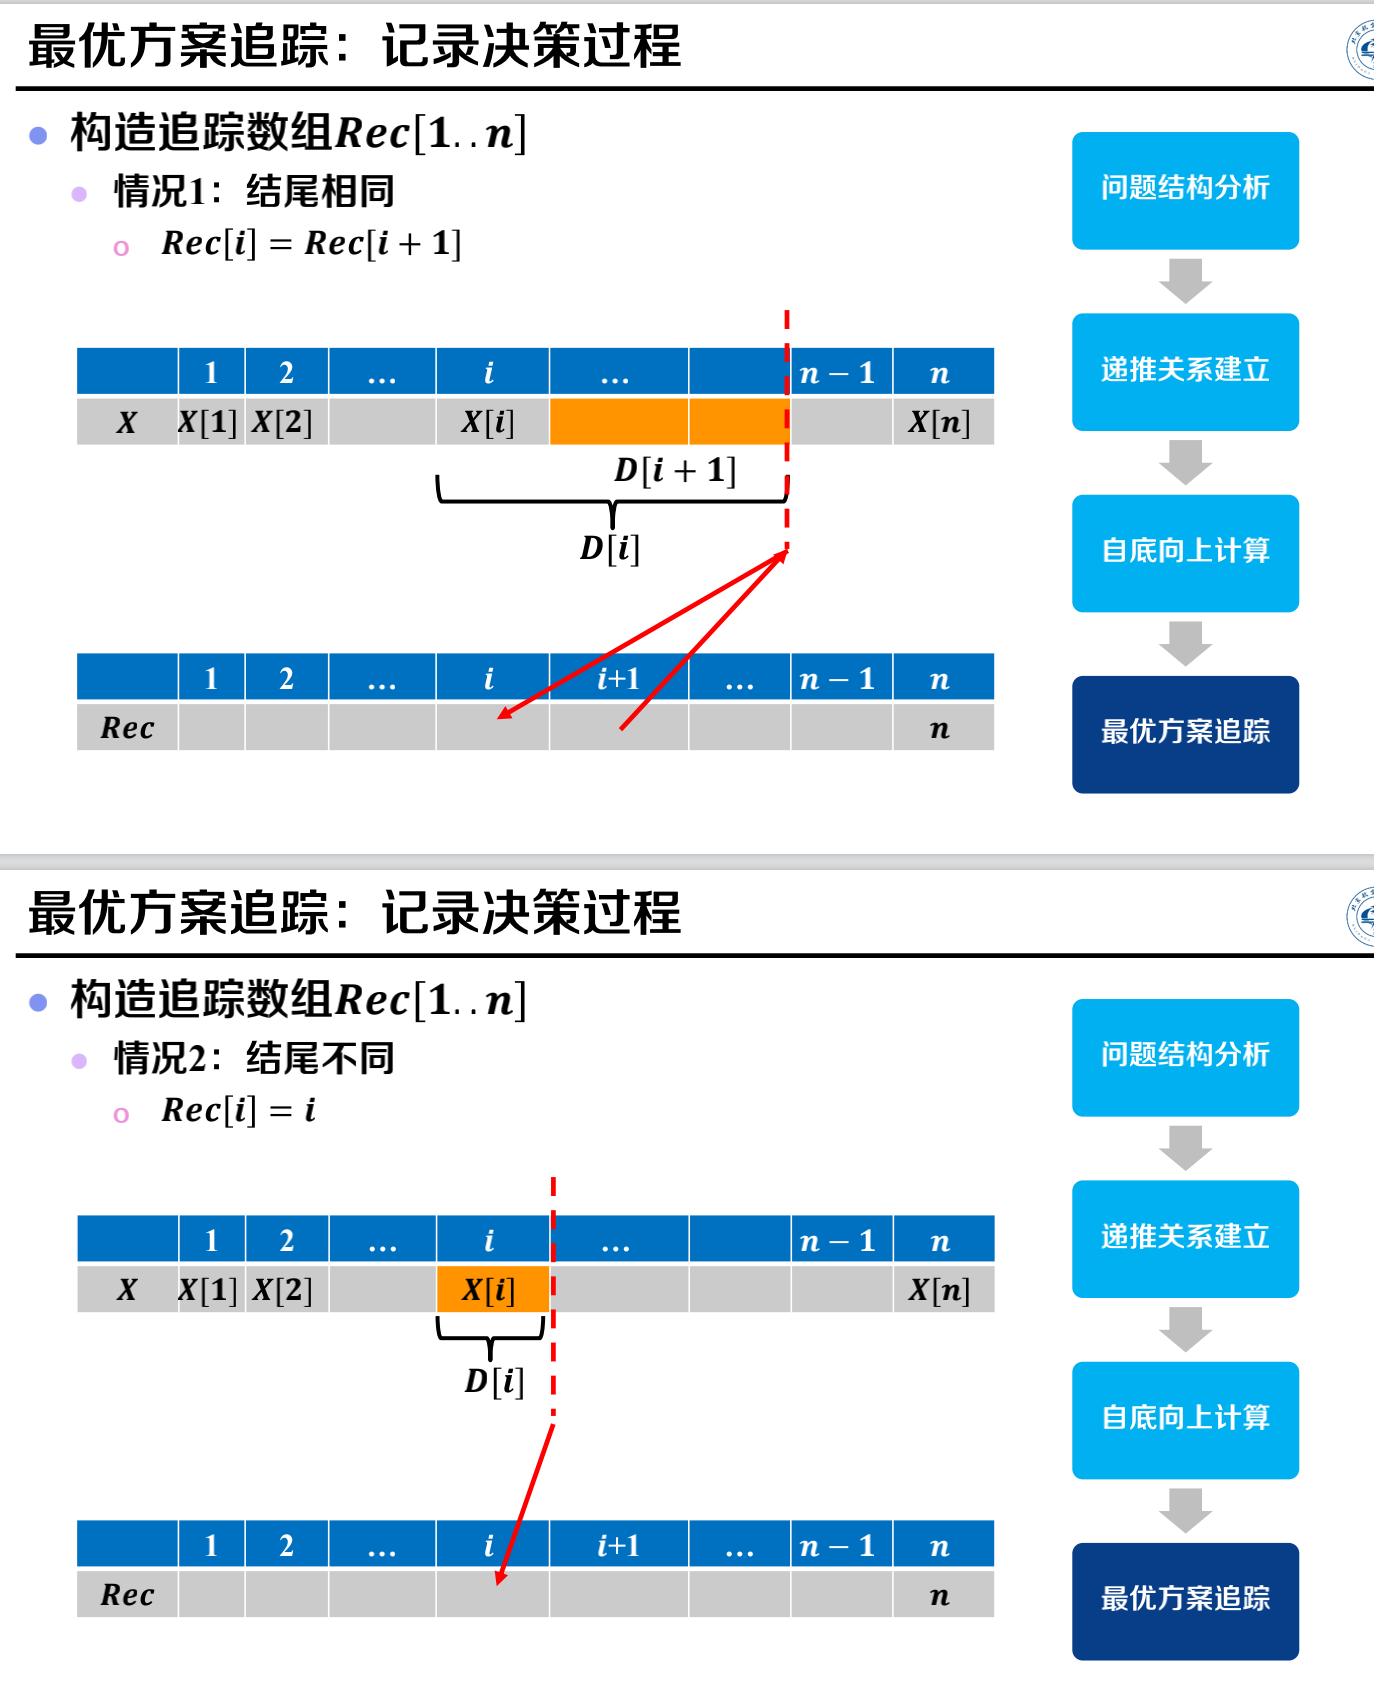 最优方案追踪：记录决策过程
构造追踪数组Rec[1..n]
情况1：结尾相同
Rec[i] = Rec[i + 1]
1 2 … i … n − 1 n
X X[1] X[2] X[i] X[n]
D[i + 1]
D[i]
1 2 … i i+1 … n − 1 n
Rec n
问题结构分析
递推关系建立
自底向上计算
最优方案追踪
最优方案追踪：记录决策过程
构造追踪数组Rec[1..n]
情况2：结尾不同
Rec[i] = i
1 2 … i … n − 1 n
X X[1] X[2] X[i] X[n]
D[i]
1 2 … i i+1 … n − 1 n
Rec n
问题结构分析
递推关系建立
自底向上计算
最优方案追踪